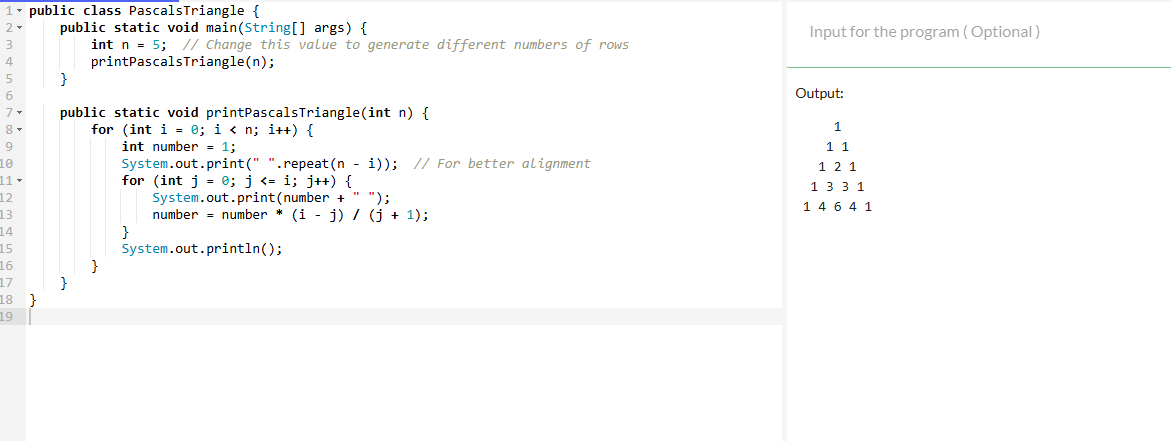 1 public class PascalsTriangle {
2     public static void main(String[] args) {
3         int n = 5;  // Change this value to generate different numbers of rows
4         printPascalsTriangle(n);
5     }
6
7     public static void printPascalsTriangle(int n) {
8         for (int i = 0; i < n; i++) {
9             int number = 1;
10             System.out.print(" ".repeat(n - i));  // For better alignment
11             for (int j = 0; j <= i; j++) {
12                 System.out.print(number + " ");
13                 number = number * (i - j) / (j + 1);
14             }
15             System.out.println();
16         }
17     }
18 }
19
Input for the program ( Optional )
Output:
     1
    1 1
   1 2 1
  1 3 3 1
 1 4 6 4 1